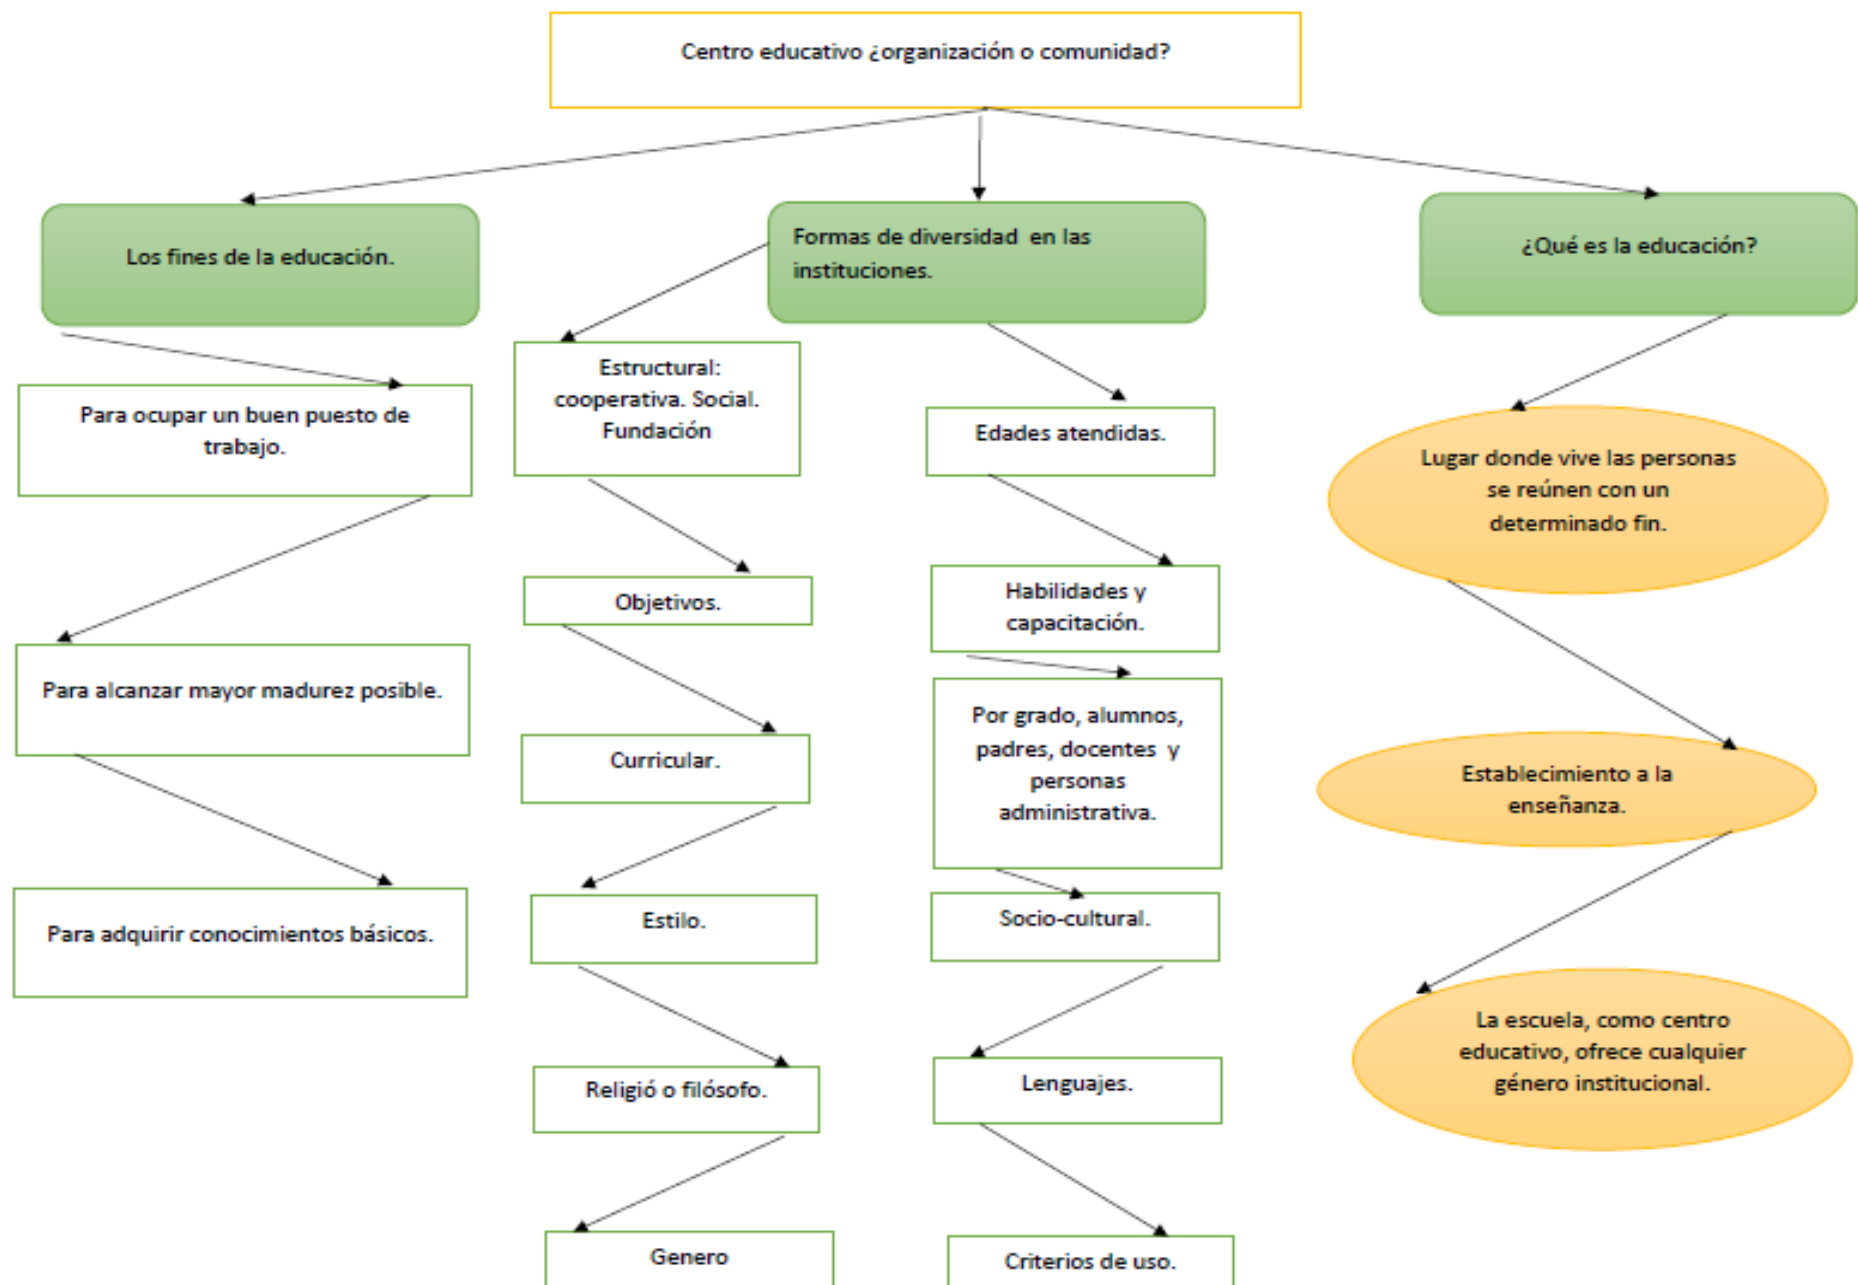 Centro educativo ¿organización o comunidad?
Los fines de la educación.
Para ocupar un buen puesto de
trabajo.
Para alcanzar mayor madurez posible.
Para adquirir conocimientos básicos.
Formas de diversidad en las
instituciones.
Estructural:
cooperativa. Social.
Fundación
Objetivos.
Curricular.
Estilo.
Religió o filósofo.
Genero
Edades atendidas.
Habilidades y
capacitación.
Por grado, alumnos,
padres, docentes y
personas
administrativa.
Socio-cultural.
Lenguajes.
Criterios de uso.
¿Qué es la educación?
Lugar donde vive las personas
se reúnen con un
determinado fin.
Establecimiento a la
enseñanza.
La escuela, como centro
educativo, ofrece cualquier
género institucional.